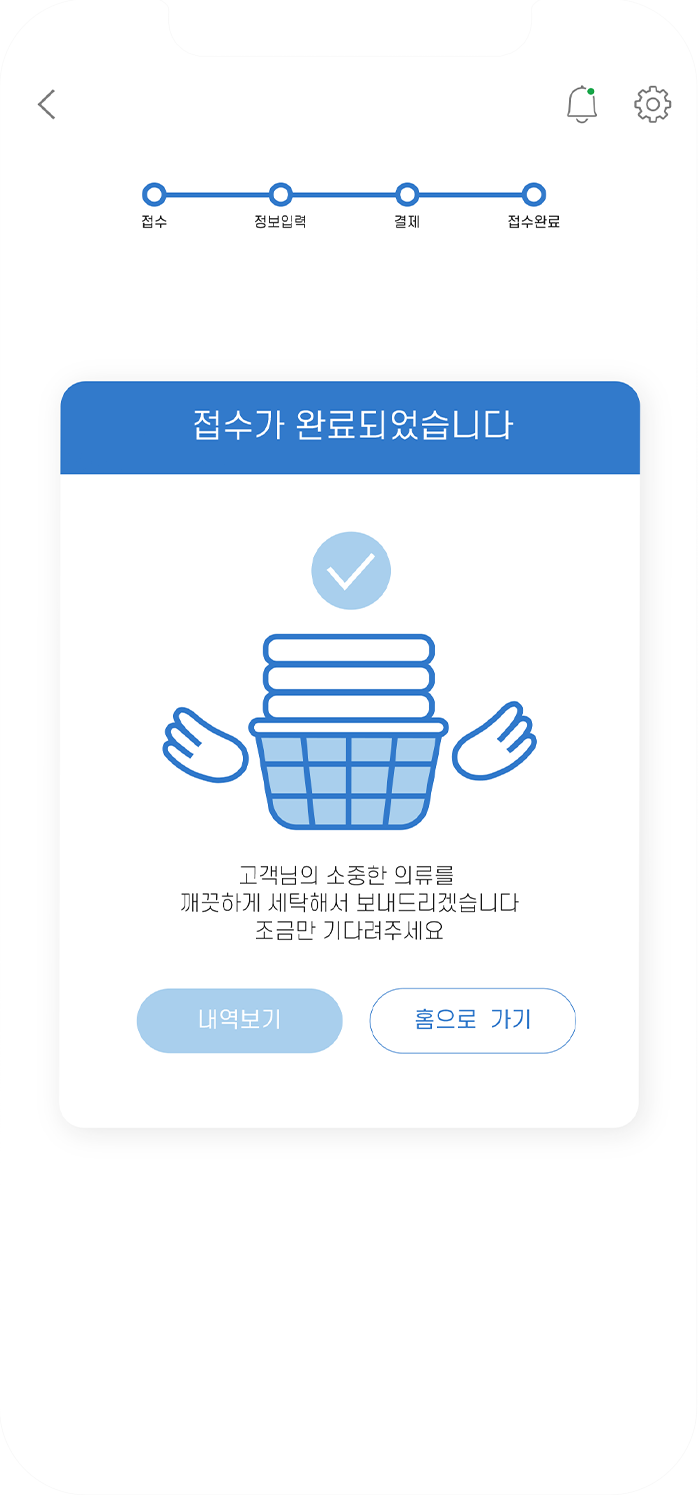 접수
정보입력
결제
접수완료
접수가 완료되었습니다
고객님의 소중한 의류를
깨끗하게 세탁해서 보내드리겠습니다
조금만 기다려주세요
내역보기
홈으로 가기